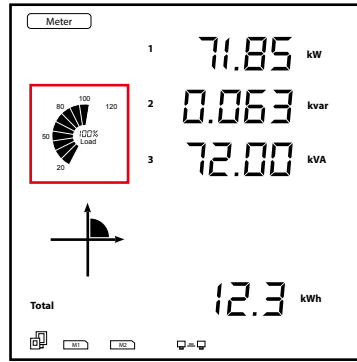 Meter
1 71.85 kW
80 100 120
50 100% Load
20
2 0.063 kvar
3 72.00 kVA
Total 12.3 kWh
M1 M2